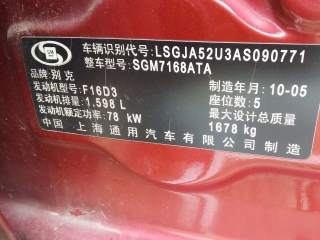 车辆识别代号: LSGJA52U3AS090771
整车型号: SGM7168ATA
品牌: 别克 制造年月: 10-05
发动机型号: F16D3 座位数: 5
发动机排量: 1.598 L 最大设计总质量
发动机额定功率: 78 kW 1678 kg
中国 上海通用汽车有限公司制造